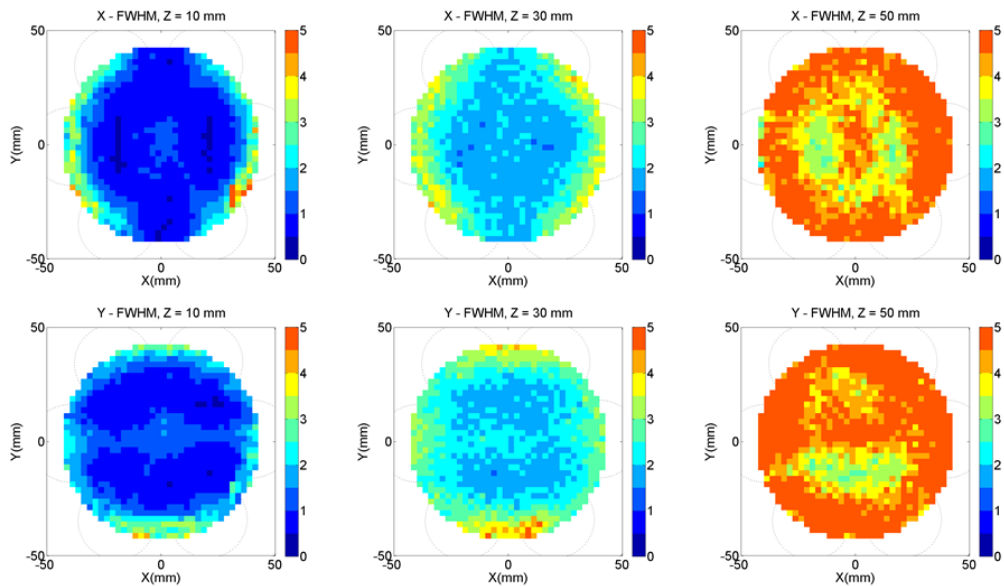 X - FWHM, Z = 10 mm
50
0
-50
Y(mm)
-50 0 50
X(mm)
5
4
3
2
1
0
X - FWHM, Z = 30 mm
50
0
-50
Y(mm)
-50 0 50
X(mm)
5
4
3
2
1
0
X - FWHM, Z = 50 mm
50
0
-50
Y(mm)
-50 0 50
X(mm)
5
4
3
2
1
0
Y - FWHM, Z = 10 mm
50
0
-50
Y(mm)
-50 0 50
X(mm)
5
4
3
2
1
0
Y - FWHM, Z = 30 mm
50
0
-50
Y(mm)
-50 0 50
X(mm)
5
4
3
2
1
0
Y - FWHM, Z = 50 mm
50
0
-50
Y(mm)
-50 0 50
X(mm)
5
4
3
2
1
0